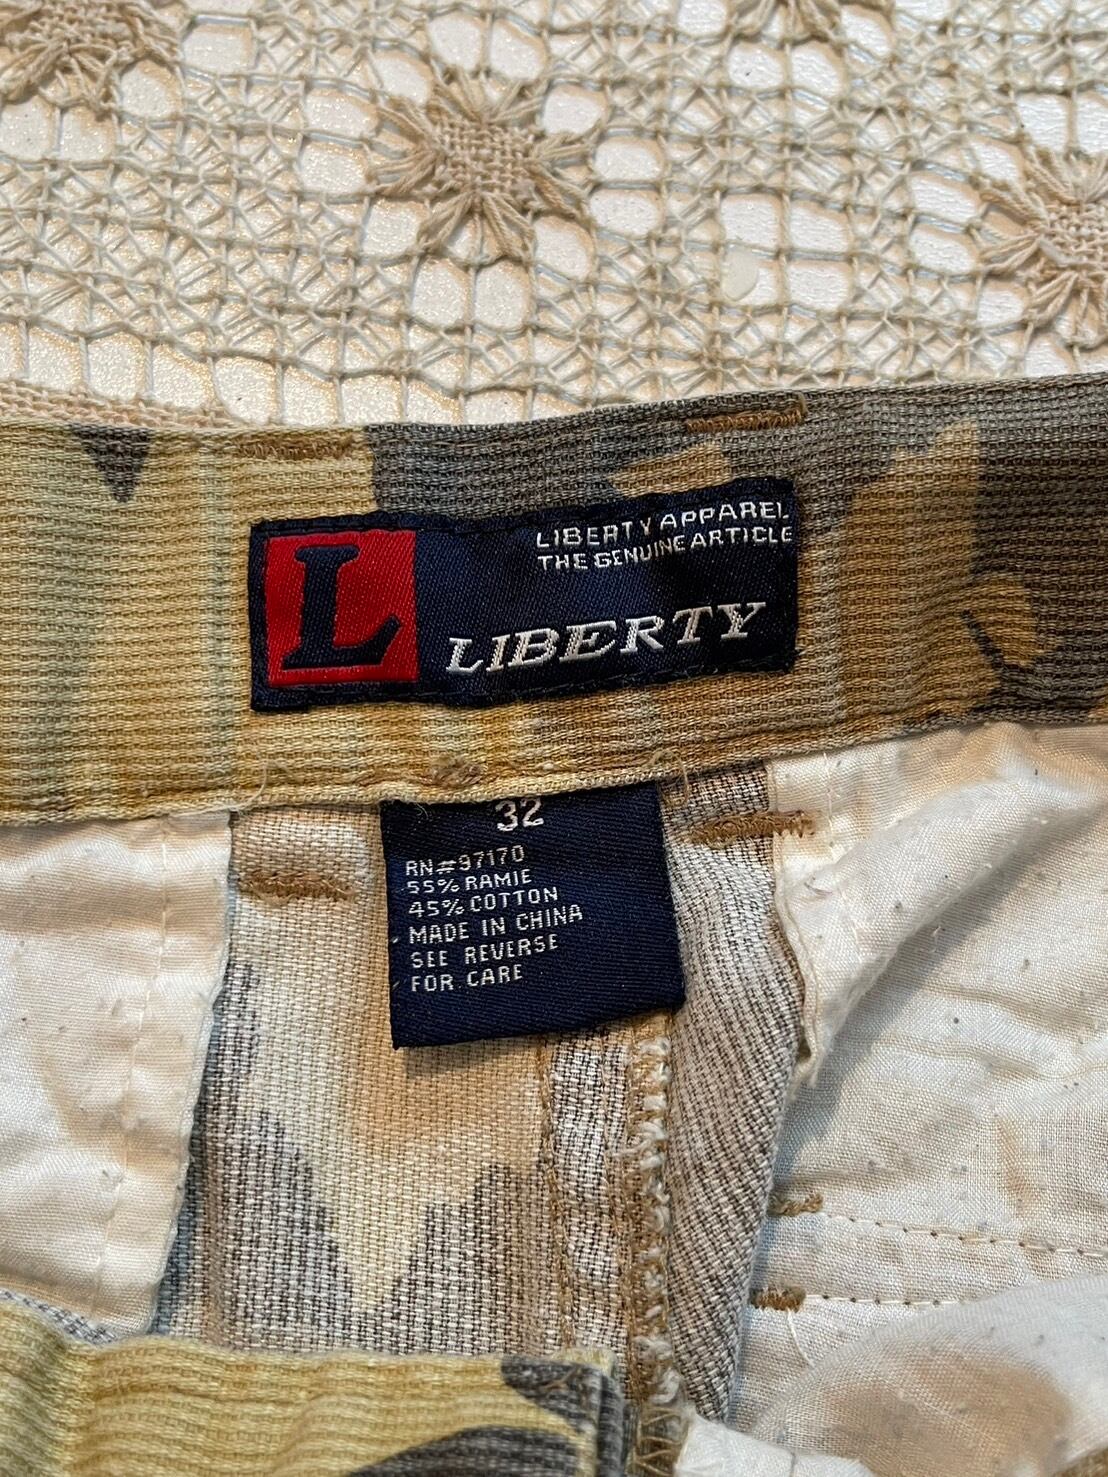 L
LIBERTY APPAREL
THE GENUINE ARTICLE
LIBERTY
32
RN#97170
55% RAMIE
45% COTTON
MADE IN CHINA
SEE REVERSE
FOR CARE